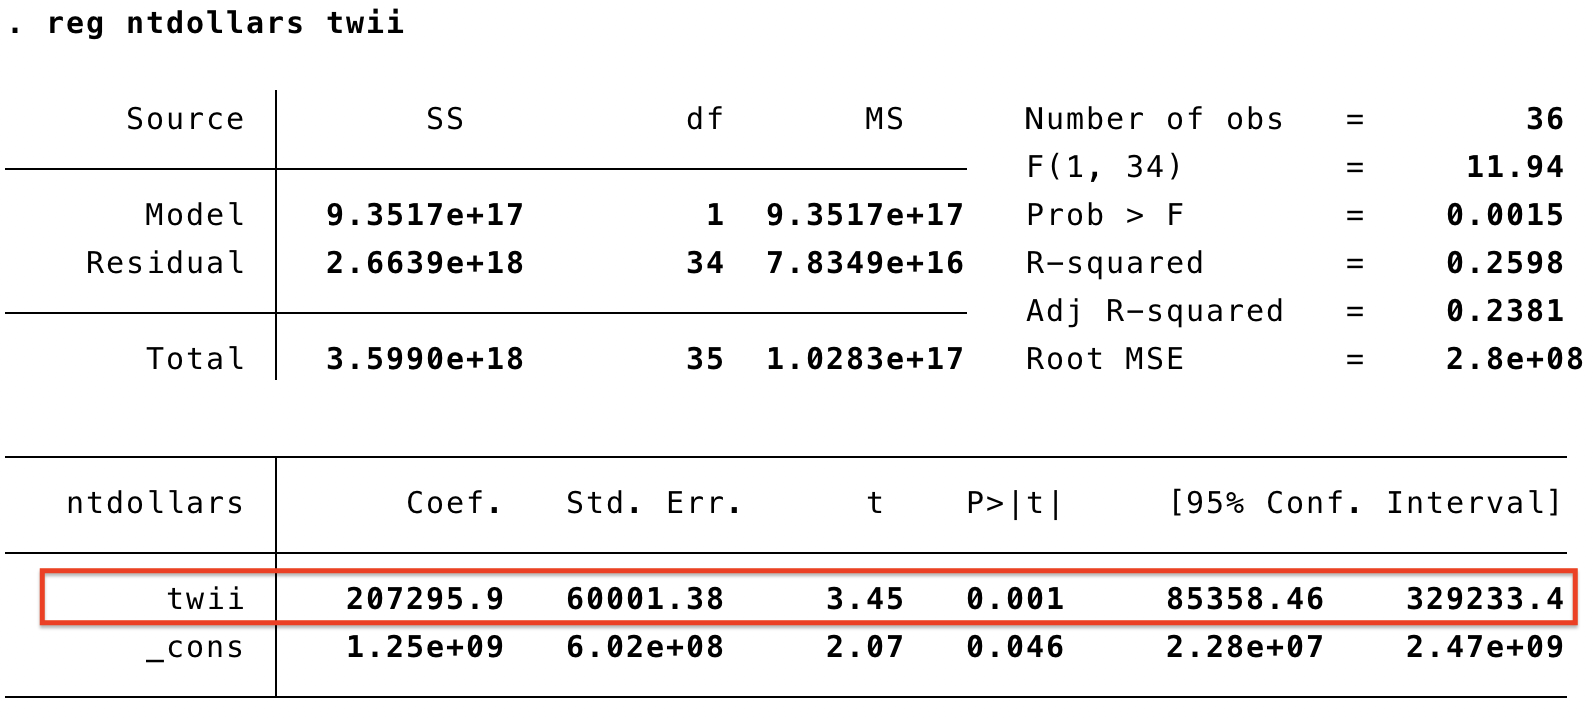 . reg ntdollars twii
Source SS df MS Number of obs = 36
F(1, 34) = 11.94
Model 9.3517e+17 1 9.3517e+17 Prob > F = 0.0015
Residual 2.6639e+18 34 7.8349e+16 R-squared = 0.2598
Adj R-squared = 0.2381
Total 3.5990e+18 35 1.0283e+17 Root MSE = 2.8e+08
ntdollars Coef. Std. Err. t P>|t| [95% Conf. Interval]
twii 207295.9 60001.38 3.45 0.001 85358.46 329233.4
_cons 1.25e+09 6.02e+08 2.07 0.046 2.28e+07 2.47e+09